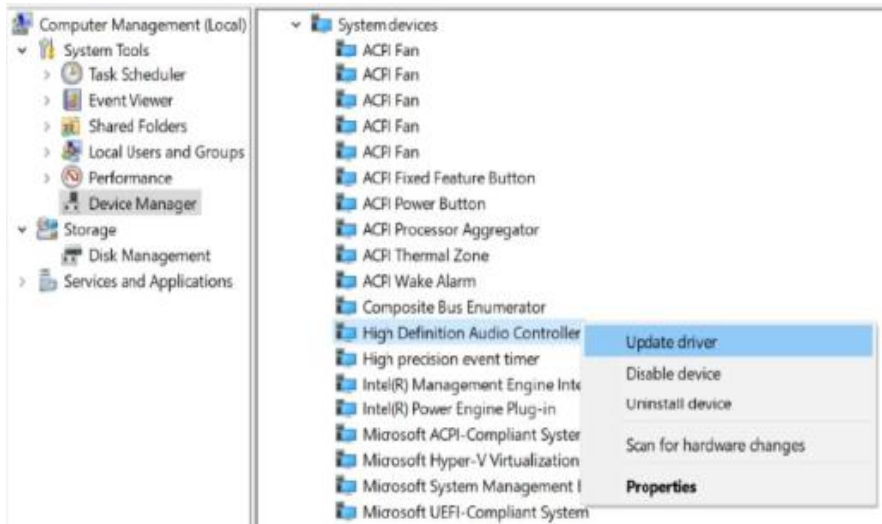 Computer Management (Local)
System Tools
Task Scheduler
Event Viewer
Shared Folders
Local Users and Groups
Performance
Device Manager
Storage
Disk Management
Services and Applications
System devices
ACPI Fan
ACPI Fan
ACPI Fan
ACPI Fan
ACPI Fan
ACPI Fixed Feature Button
ACPI Power Button
ACPI Processor Aggregator
ACPI Thermal Zone
ACPI Wake Alarm
Composite Bus Enumerator
High Definition Audio Controller
High precision event timer
Intel(R) Management Engine Inte
Intel(R) Power Engine Plug-in
Microsoft ACPI-Compliant System
Microsoft Hyper-V Virtualization
Microsoft System Management
Microsoft UEFI-Compliant System
Update driver
Disable device
Uninstall device
Scan for hardware changes
Properties